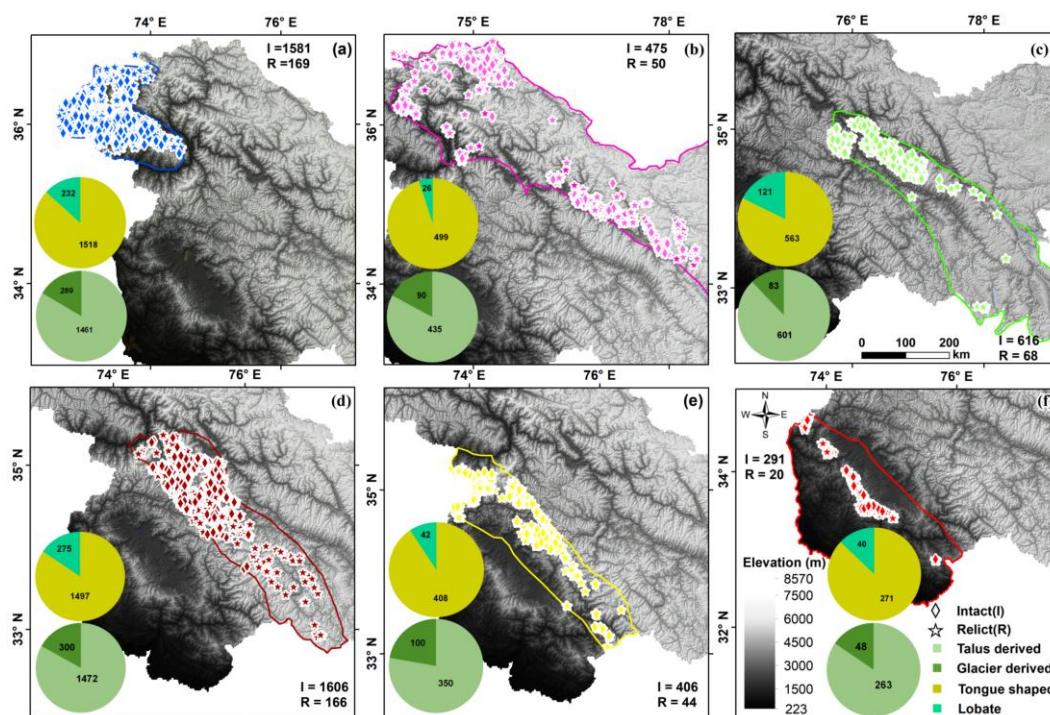 74° E 76° E
75° E 78° E
76° E 78° E
I =1581 (a)
R =169
36° N
34° N
232
1518
289
1461
I = 475 (b)
R = 50
36° N
34° N
26
499
90
435
(c)
35° N
33° N
121
563
83
601
0 100 200
km
I = 616
R = 68
74° E 76° E
(d)
35° N
33° N
275
1497
300
1472
I = 1606
R = 166
74° E 76° E
(e)
35° N
33° N
42
408
100
350
I = 406
R = 44
74° E 76° E
(f)
N
W E
S
I = 291
R = 20
34° N
32° N
Elevation (m)
8570
7500
6000
4500
3000
1500
223
40
271
48
263
Intact(I)
Relict(R)
Talus derived
Glacier derived
Tongue shaped
Lobate